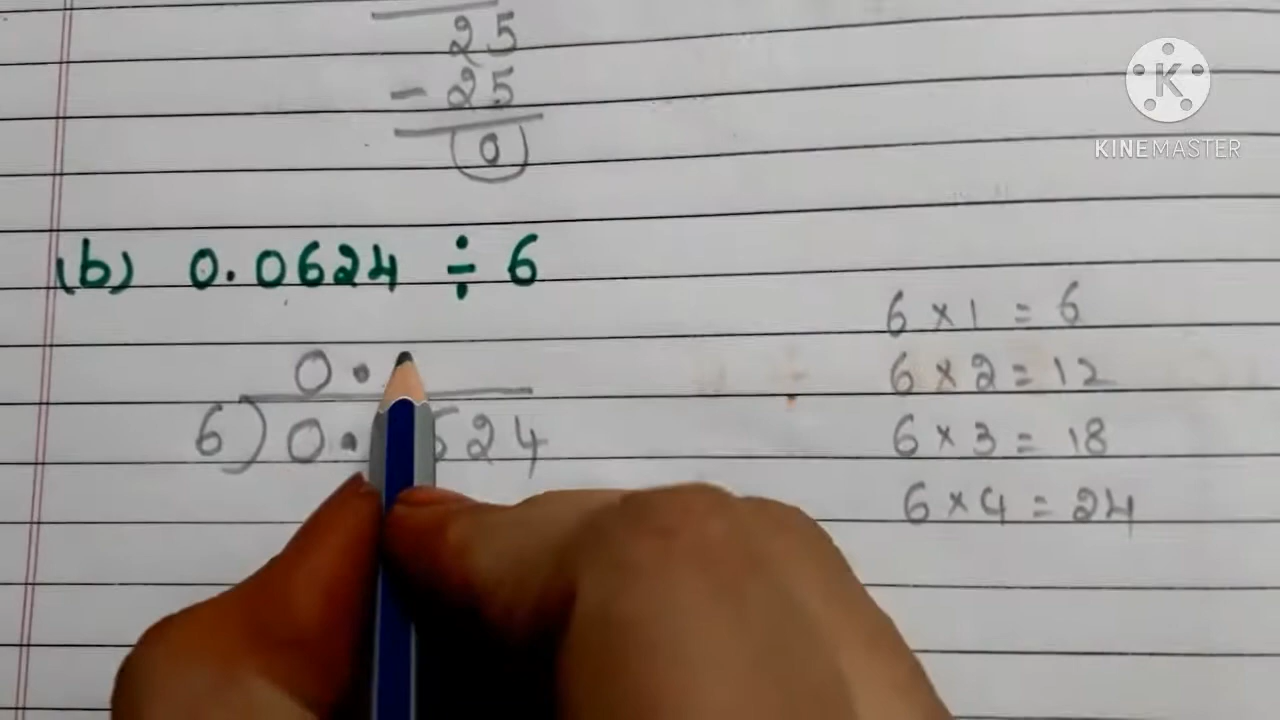 25
- 25
0
(b) 0.0624 ÷ 6
0.
6) 0. 24
6 × 1 = 6
6 × 2 = 12
6 × 3 = 18
6 × 4 = 24
KINEMASTER